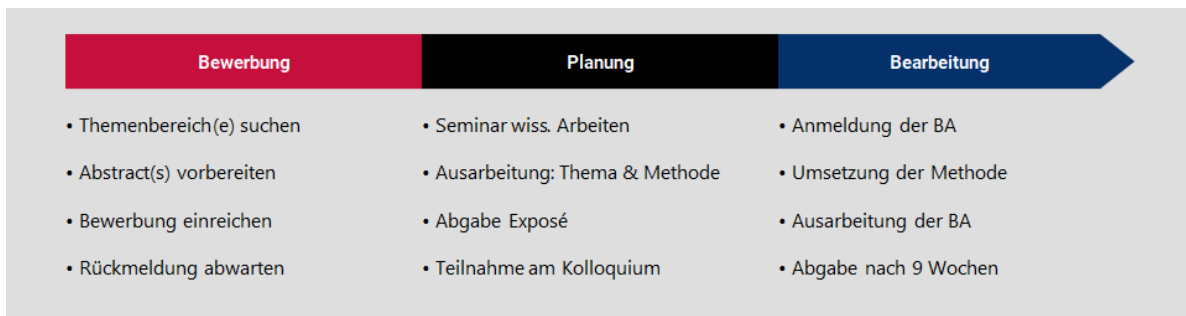 Bewerbung
• Themenbereich(e) suchen
• Abstract(s) vorbereiten
• Bewerbung einreichen
• Rückmeldung abwarten
Planung
• Seminar wiss. Arbeiten
• Ausarbeitung: Thema & Methode
• Abgabe Exposé
• Teilnahme am Kolloquium
Bearbeitung
• Anmeldung der BA
• Umsetzung der Methode
• Ausarbeitung der BA
• Abgabe nach 9 Wochen